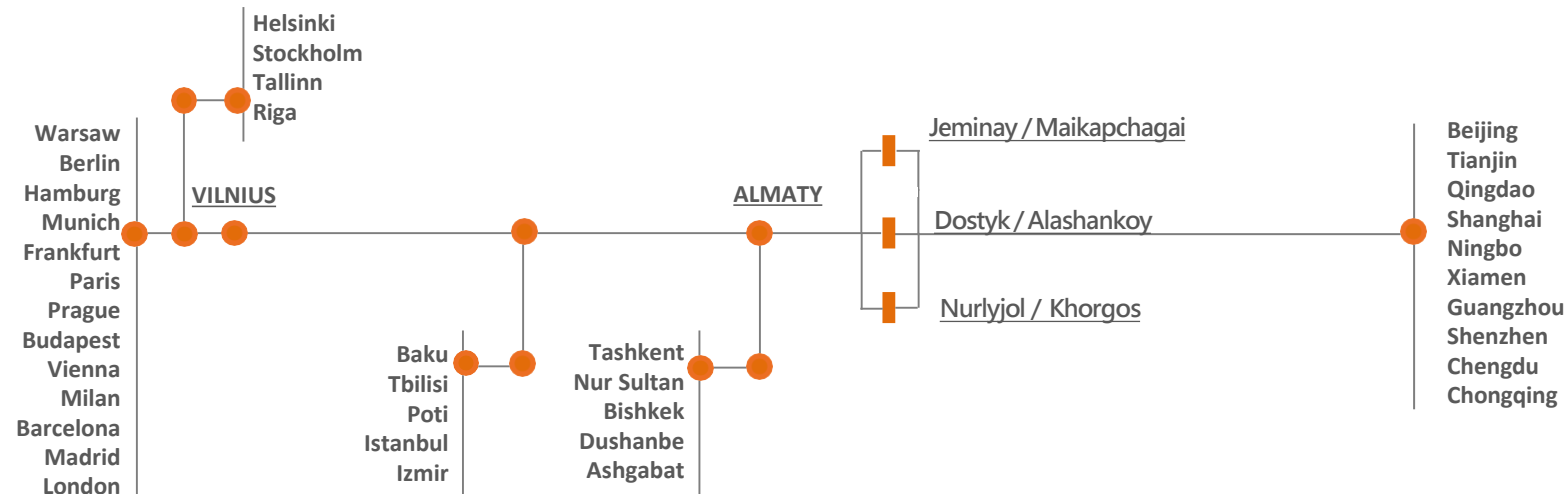 Helsinki
Stockholm
Tallinn
Riga
Warsaw
Berlin
Hamburg
Munich
Frankfurt
Paris
Prague
Budapest
Vienna
Milan
Barcelona
Madrid
London
VILNIUS
Baku
Tbilisi
Poti
Istanbul
Izmir
ALMATY
Tashkent
Nur Sultan
Bishkek
Dushanbe
Ashgabat
Jeminay / Maikapchagai
Dostyk / Alashankoy
Nurlyjol / Khorgos
Beijing
Tianjin
Qingdao
Shanghai
Ningbo
Xiamen
Guangzhou
Shenzhen
Chengdu
Chongqing